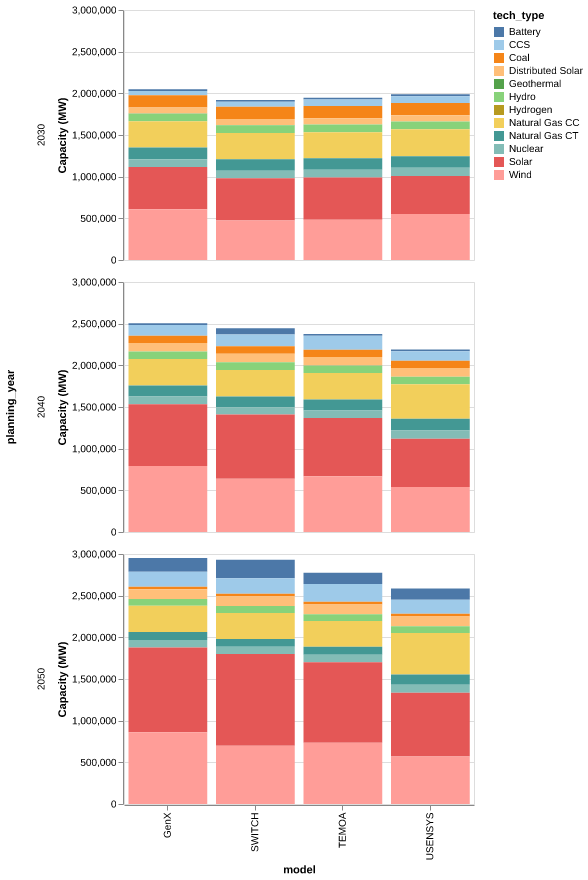 tech_type
Battery
CCS
Coal
Distributed Solar
Geothermal
Hydro
Hydrogen
Natural Gas CC
Natural Gas CT
Nuclear
Solar
Wind
planning_year
2030
Capacity (MW)
3,000,000
2,500,000
2,000,000
1,500,000
1,000,000
500,000
0
2040
Capacity (MW)
3,000,000
2,500,000
2,000,000
1,500,000
1,000,000
500,000
0
2050
Capacity (MW)
3,000,000
2,500,000
2,000,000
1,500,000
1,000,000
500,000
0
GenX
SWITCH
TEMOA
USENSYS
model